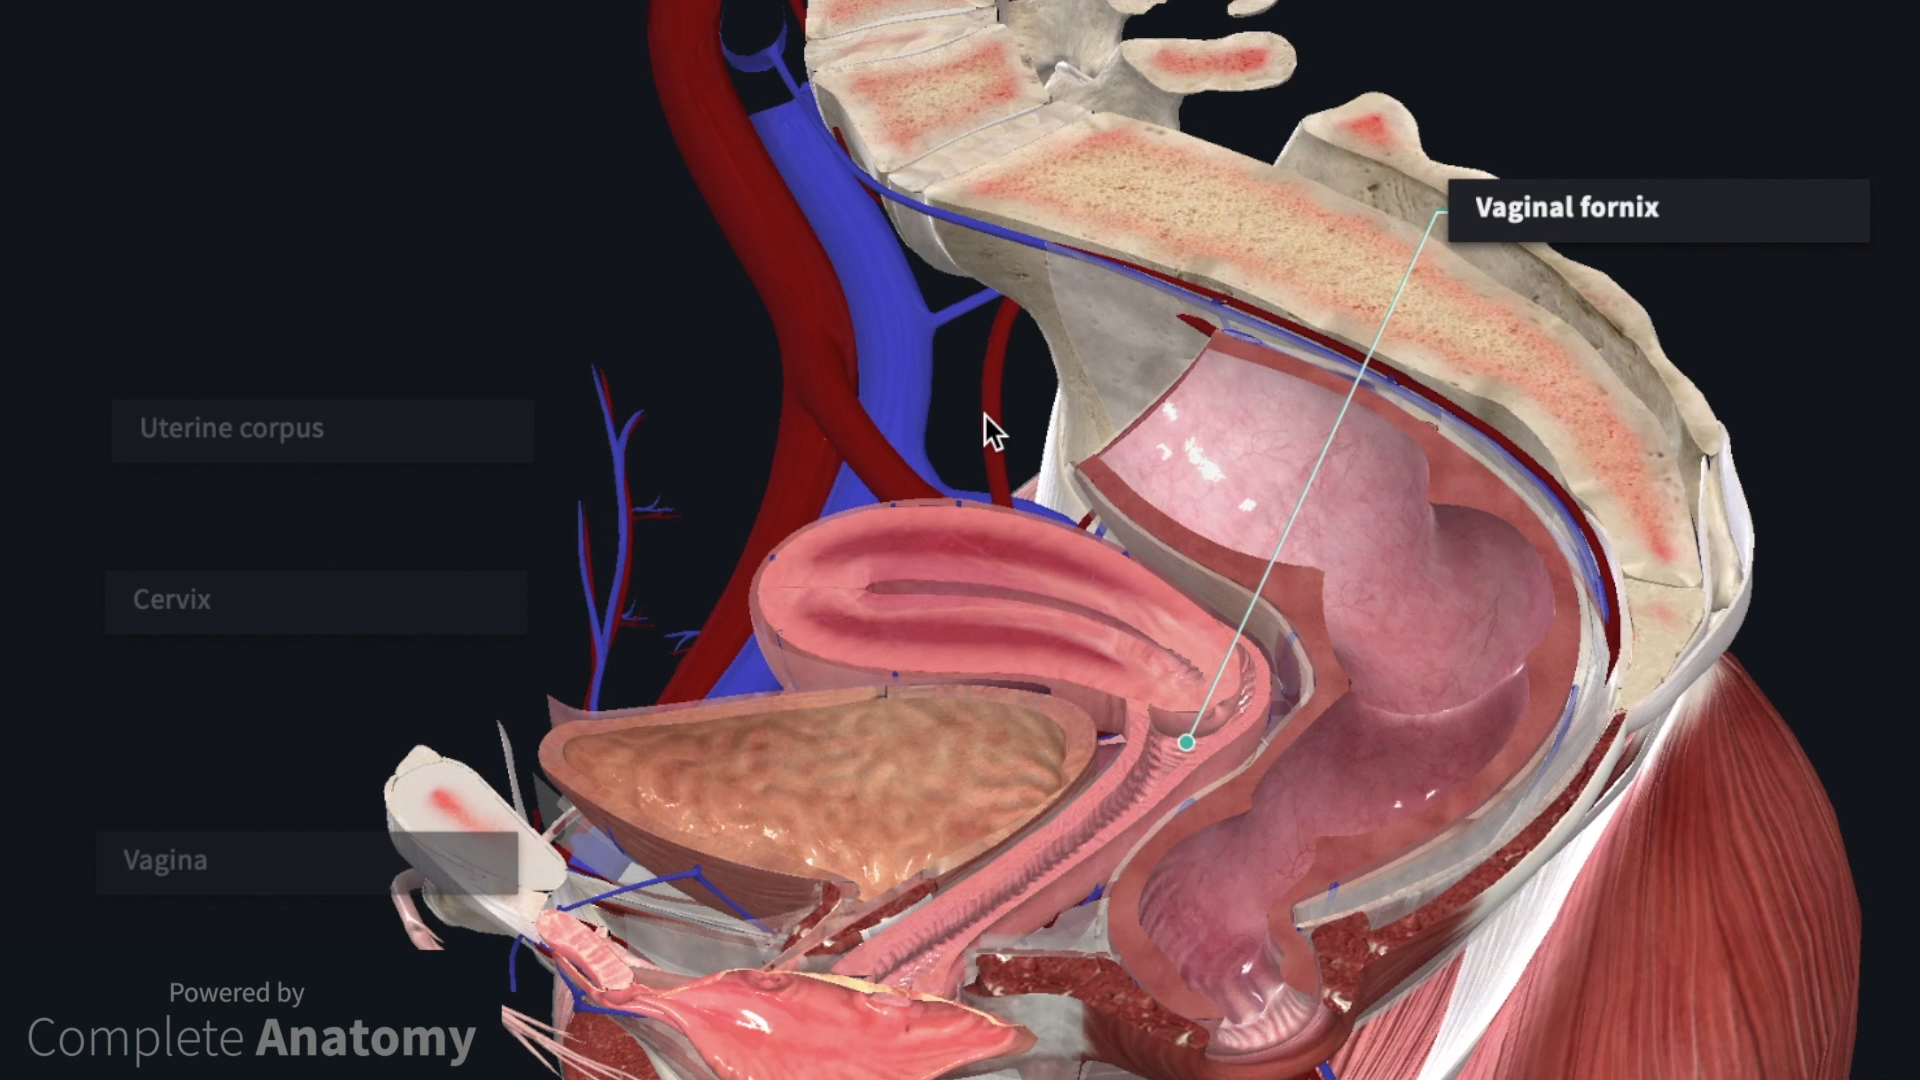 Vaginal fornix
Uterine corpus
Cervix
Vagina
Powered by
Complete Anatomy